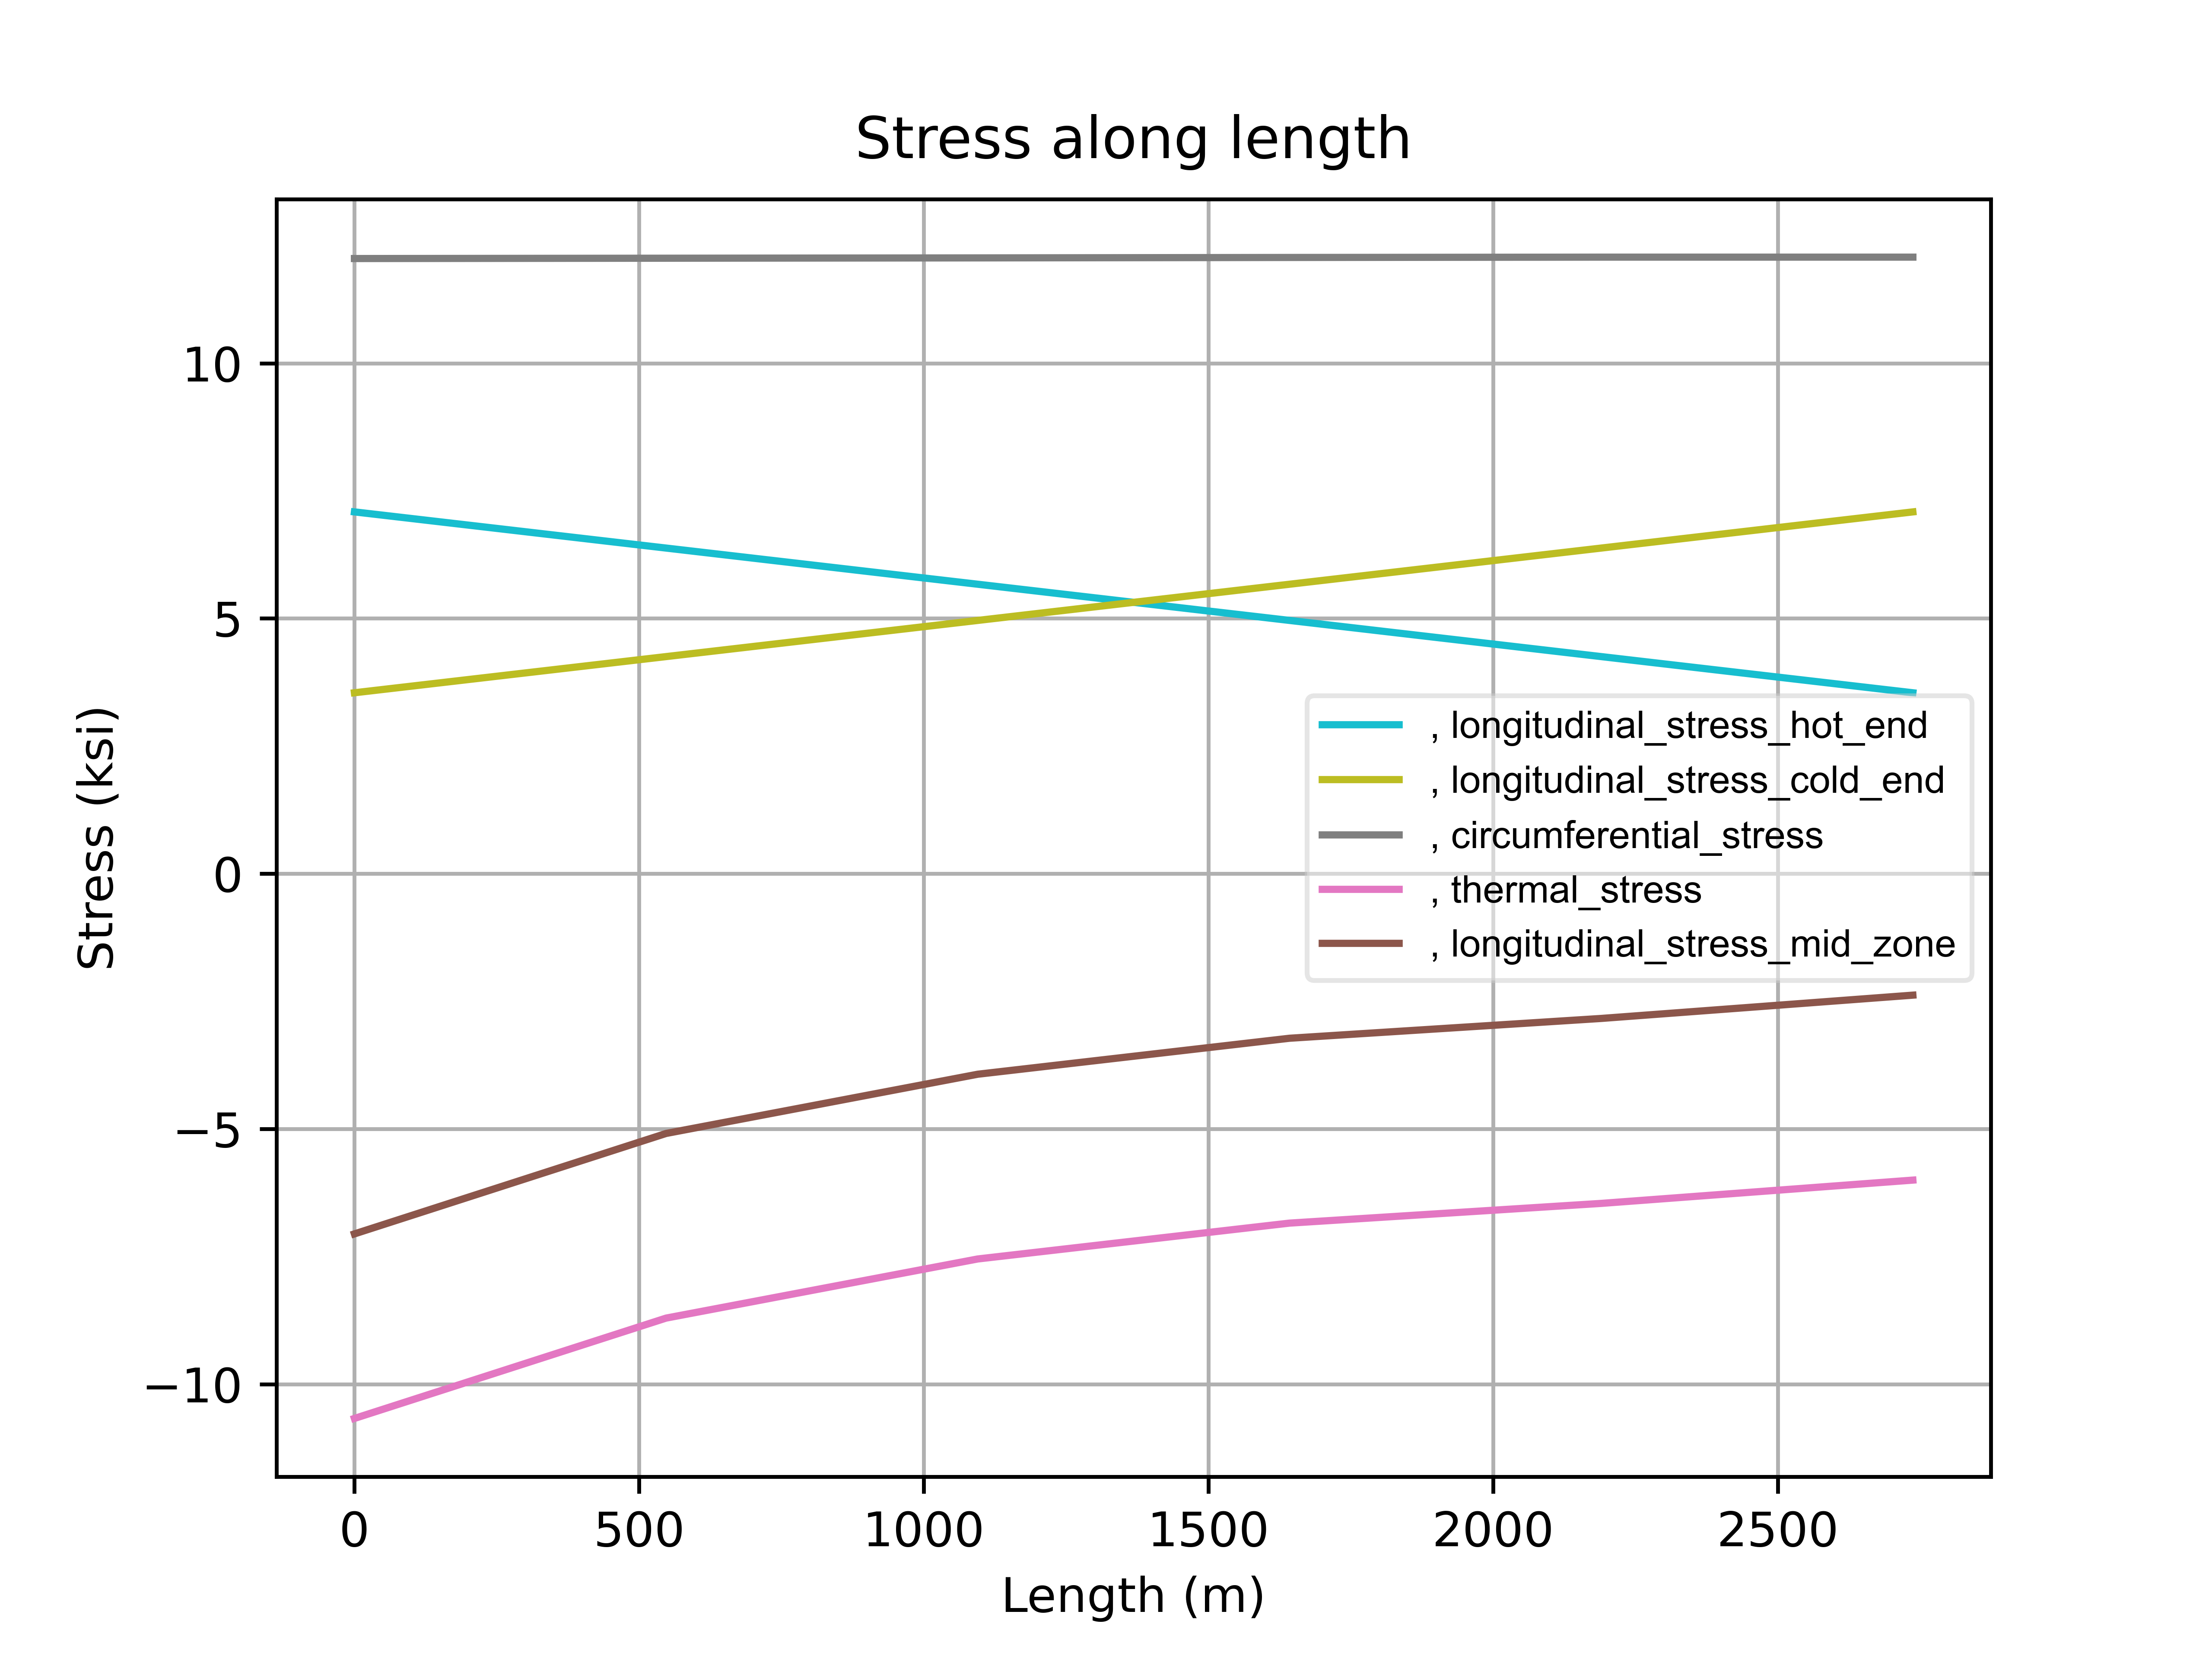 Stress along length
Stress (ksi)
10
5
0
−5
−10
, longitudinal_stress_hot_end
, longitudinal_stress_cold_end
, circumferential_stress
, thermal_stress
, longitudinal_stress_mid_zone
0 500 1000 1500 2000 2500
Length (m)